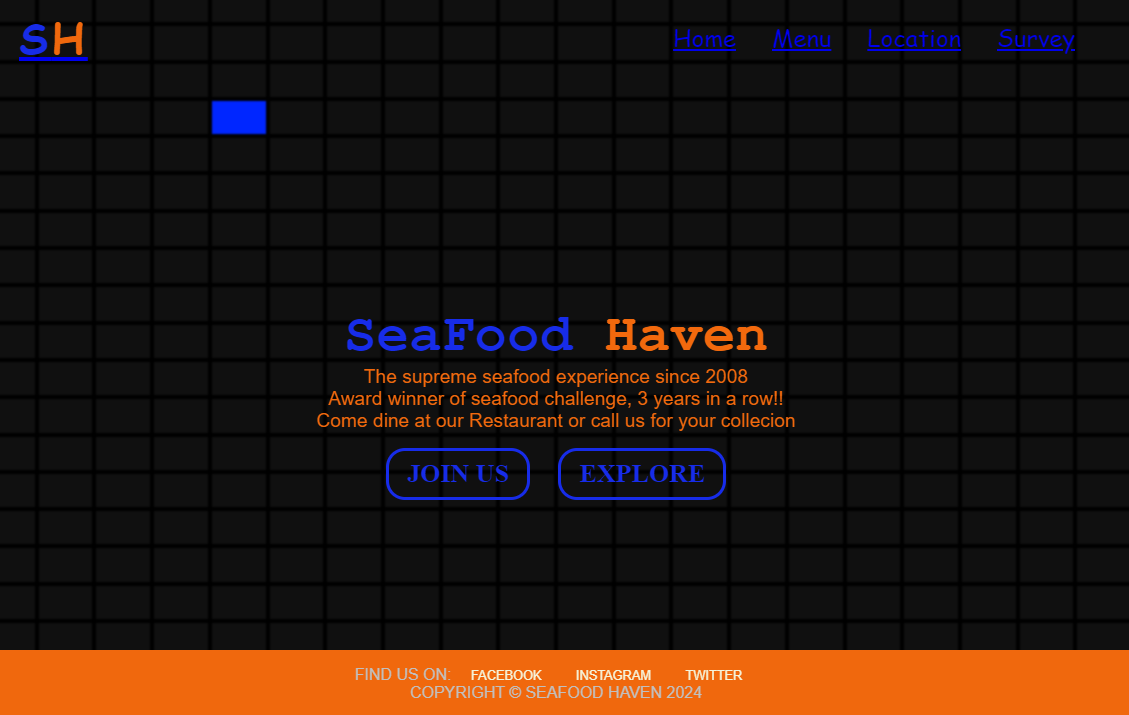 SH
Home Menu Location Survey
SeaFood Haven
The supreme seafood experience since 2008
Award winner of seafood challenge, 3 years in a row!!
Come dine at our Restaurant or call us for your collecion
JOIN US EXPLORE
FIND US ON: FACEBOOK INSTAGRAM TWITTER
COPYRIGHT © SEAFOOD HAVEN 2024